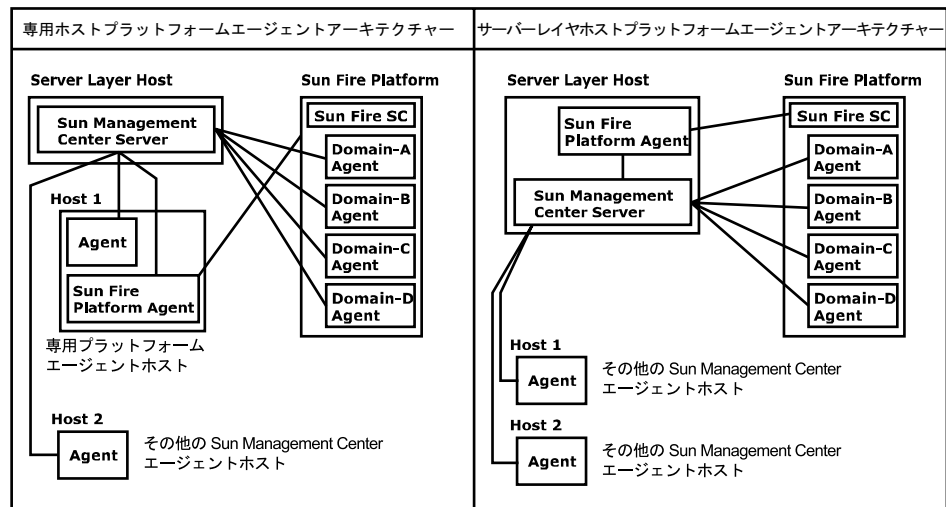 専用ホストプラットフォームエージェントアーキテクチャー
Server Layer Host
Sun Fire Platform
Sun Management
Center Server
Sun Fire SC
Domain-A
Agent
Domain-B
Agent
Domain-C
Agent
Domain-D
Agent
Host 1
Agent
Sun Fire
Platform Agent
専用プラットフォーム
エージェントホスト
Host 2
Agent
その他の Sun Management Center
エージェントホスト
サーバーレイヤホストプラットフォームエージェントアーキテクチャー
Server Layer Host
Sun Fire Platform
Sun Fire
Platform Agent
Sun Fire SC
Sun Management
Center Server
Domain-A
Agent
Domain-B
Agent
Domain-C
Agent
Domain-D
Agent
Host 1
Agent
その他の Sun Management Center
エージェントホスト
Host 2
Agent
その他の Sun Management Center
エージェントホスト